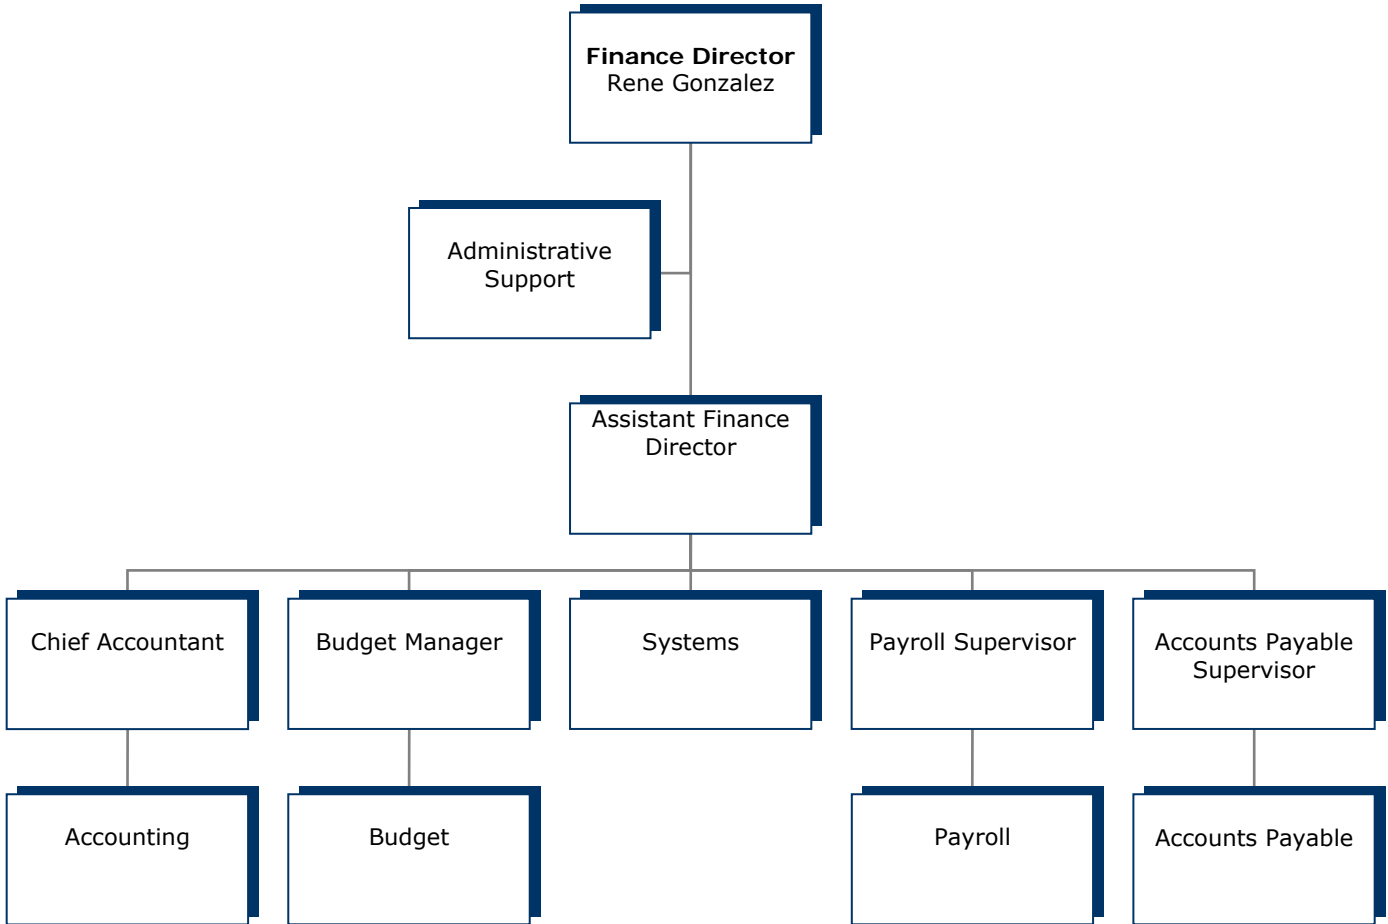 Finance Director
Rene Gonzalez
Administrative
Support
Assistant Finance
Director
Chief Accountant
Budget Manager
Systems
Payroll Supervisor
Accounts Payable
Supervisor
Accounting
Budget
Payroll
Accounts Payable